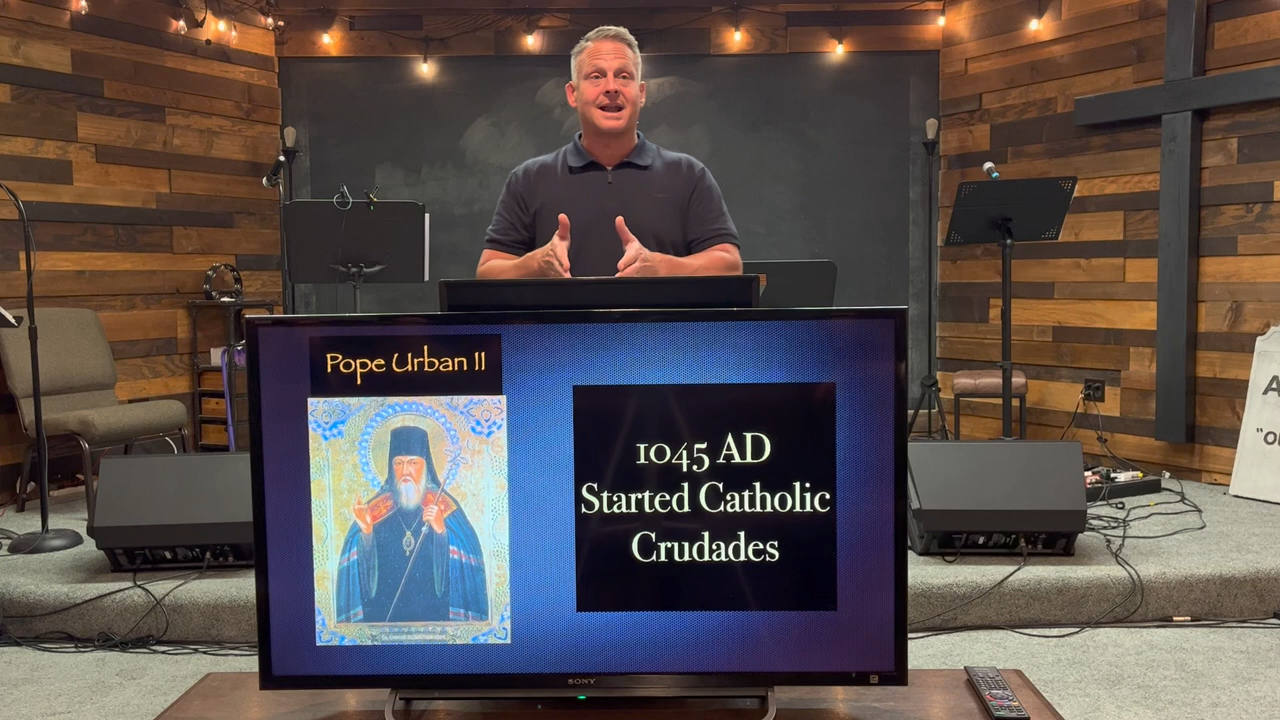 Pope Urban II
1045 AD
Started Catholic
Crudades
SONY
A
"O